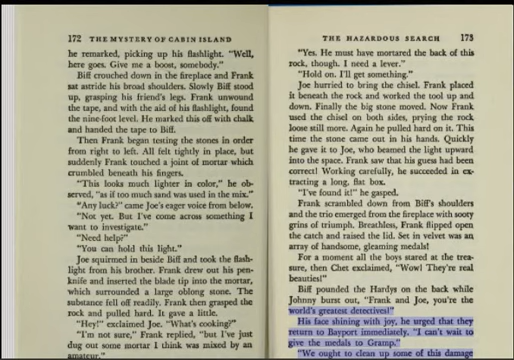 172 THE MYSTERY OF CABIN ISLAND
he remarked, picking up his flashlight. "Well,
here goes. Give me a boost, somebody."
Biff crouched down in the fireplace and Frank
sat astride his broad shoulders. Slowly Biff stood
up, grasping his friend's legs. Frank unwound
the tape, and with the aid of his flashlight, found
the nine-foot level. He marked this off with chalk
and handed the tape to Biff.
Then Frank began testing the stones in order
from right to left. All felt tightly in place, but
suddenly Frank touched a joint of mortar which
crumbled beneath his fingers.
"This looks much lighter in color," he ob-
served, "as if too much sand was used in the mix."
"Any luck?" came Joe's eager voice from below.
"Not yet. But I've come across something I
want to investigate."
"Need help?"
"You can hold this light."
Joe squirmed in beside Biff and took the flash-
light from his brother. Frank drew out his pen-
knife and inserted the blade tip into the mortar,
which surrounded a large oblong stone. The
substance fell off readily. Frank then grasped the
rock and pulled hard. It gave a little.
"Hey!" exclaimed Joe. "What's cooking?"
"I'm not sure," Frank replied, "but I've just
dug out some mortar I think was mixed by an
amateur."
THE HAZARDOUS SEARCH 173
"Yes. He must have mortared the back of this
rock, though. I need a lever."
"Hold on. I'll get something."
Joe hurried to bring the chisel. Frank placed
it beneath the rock and worked the tool up and
down. Finally the big stone moved. Now Frank
used the chisel on both sides, prying the rock
loose still more. Again he pulled hard on it. This
time the stone came out in his hands. Quickly
he gave it to Joe, who beamed the light upward
into the space. Frank saw that his guess had been
correct! Working carefully, he succeeded in ex-
tracting a long, flat box.
"I've found it!" he gasped.
Frank scrambled down from Biff's shoulders
and the trio emerged from the fireplace with sooty
grins of triumph. Breathless, Frank flipped open
the catch and raised the lid. Set in velvet was an
array of handsome, gleaming medals!
For a moment all the boys stared at the trea-
sure, then Chet exclaimed, "Wow! They're real
beauties!"
Biff pounded the Hardys on the back while
Johnny burst out, "Frank and Joe, you're the
world's greatest detectives!"
His face shining with joy, he urged that they
return to Bayport immediately. "I can't wait to
give the medals to Gramp."
"We ought to clean up some of this damage